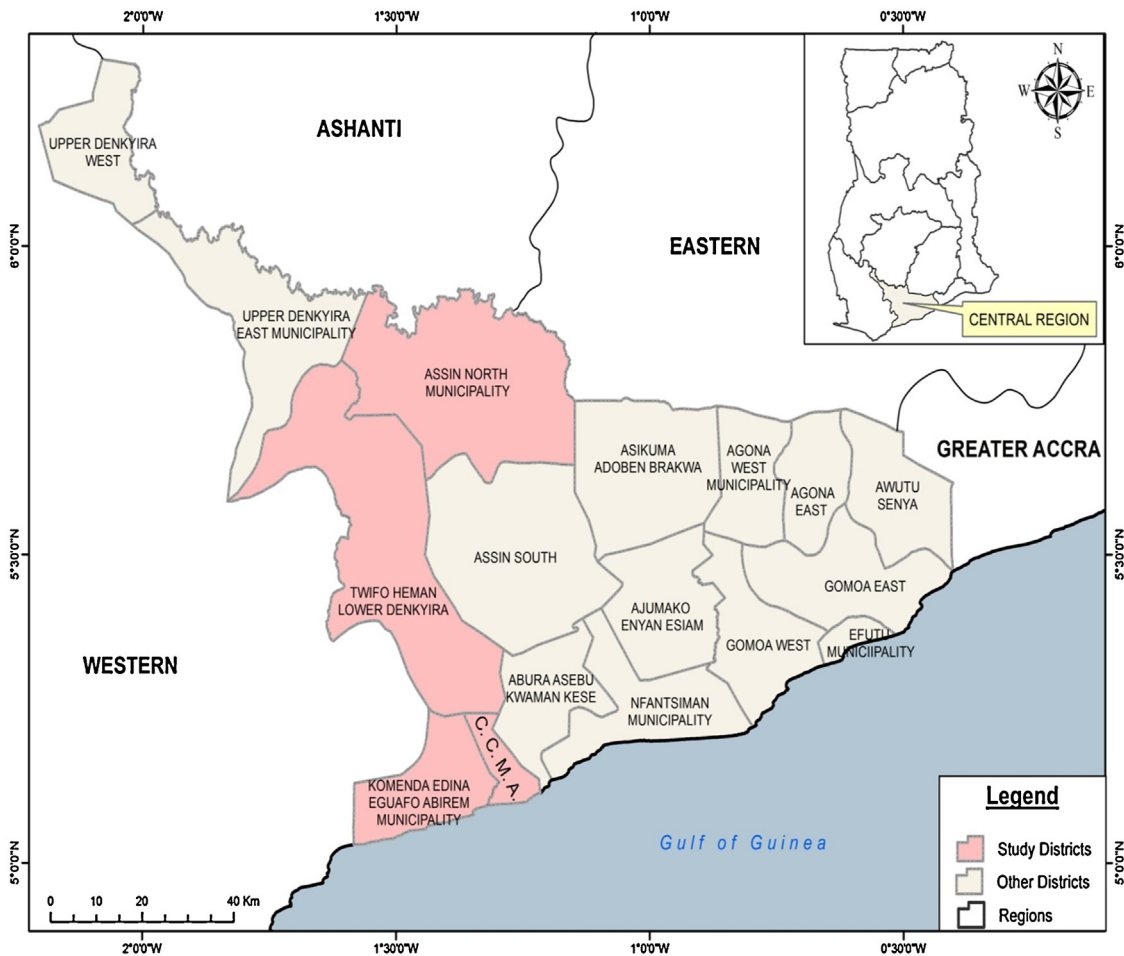 2°0'0"W
1°30'0"W
1°0'0"W
0°30'0"W
N
W
E
S
ASHANTI
UPPER DENKYIRA
WEST
6°0'0"N
EASTERN
6°0'0"N
CENTRAL REGION
UPPER DENKYIRA
EAST MUNICIPALITY
ASSIN NORTH
MUNICIPALITY
GREATER ACCRA
ASIKUMA
ADOBEN BRAKWA
AGONA
WEST
MUNICIPALITY
AGONA
EAST
AWUTU
SENYA
5°30'0"N
ASSIN SOUTH
5°30'0"N
TWIFO HEMAN
LOWER DENKYIRA
AJUMAKO
ENYAN ESIAM
GOMOA EAST
GOMOA WEST
EFUTU
MUNICIIPALITY
WESTERN
ABURA ASEBU
KWAMAN KESE
NFANTSIMAN
MUNICIPALITY
C. C. M. A.
KOMENDA EDINA
EGUAFO ABIREM
MUNICIPALITY
Gulf of Guinea
5°0'0"N
5°0'0"N
Legend
Study Districts
Other Districts
Regions
0 10 20 40 Km
2°0'0"W
1°30'0"W
1°0'0"W
0°30'0"W